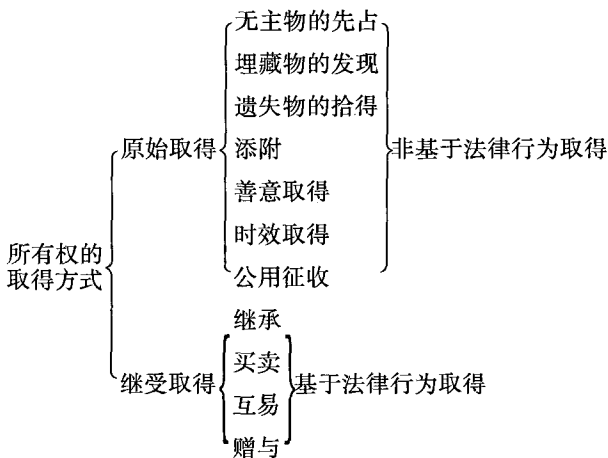 无主物的先占
埋藏物的发现
遗失物的拾得
原始取得
添附
非基于法律行为取得
善意取得
时效取得
所有权的
取得方式
公用征收
继承
买卖
继受取得
基于法律行为取得
互易
赠与